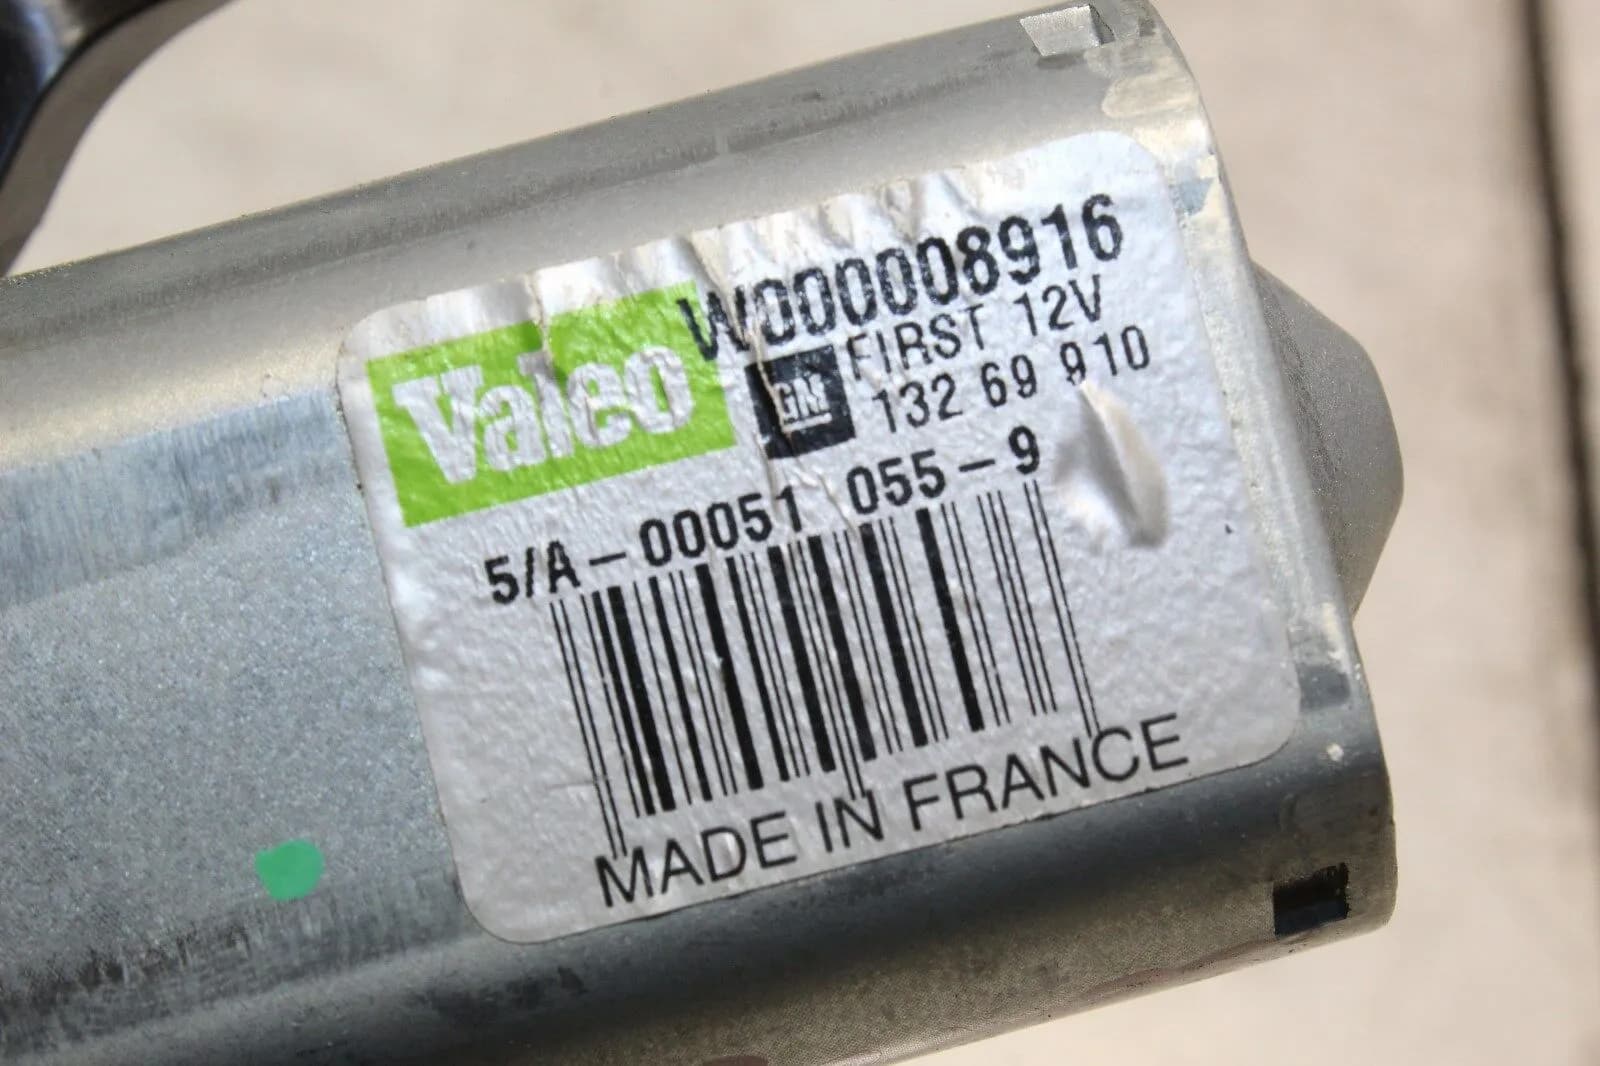 W000008916
Valeo
GM
FIRST 12V
132 69 910
5/A-00051 055-9
MADE IN FRANCE